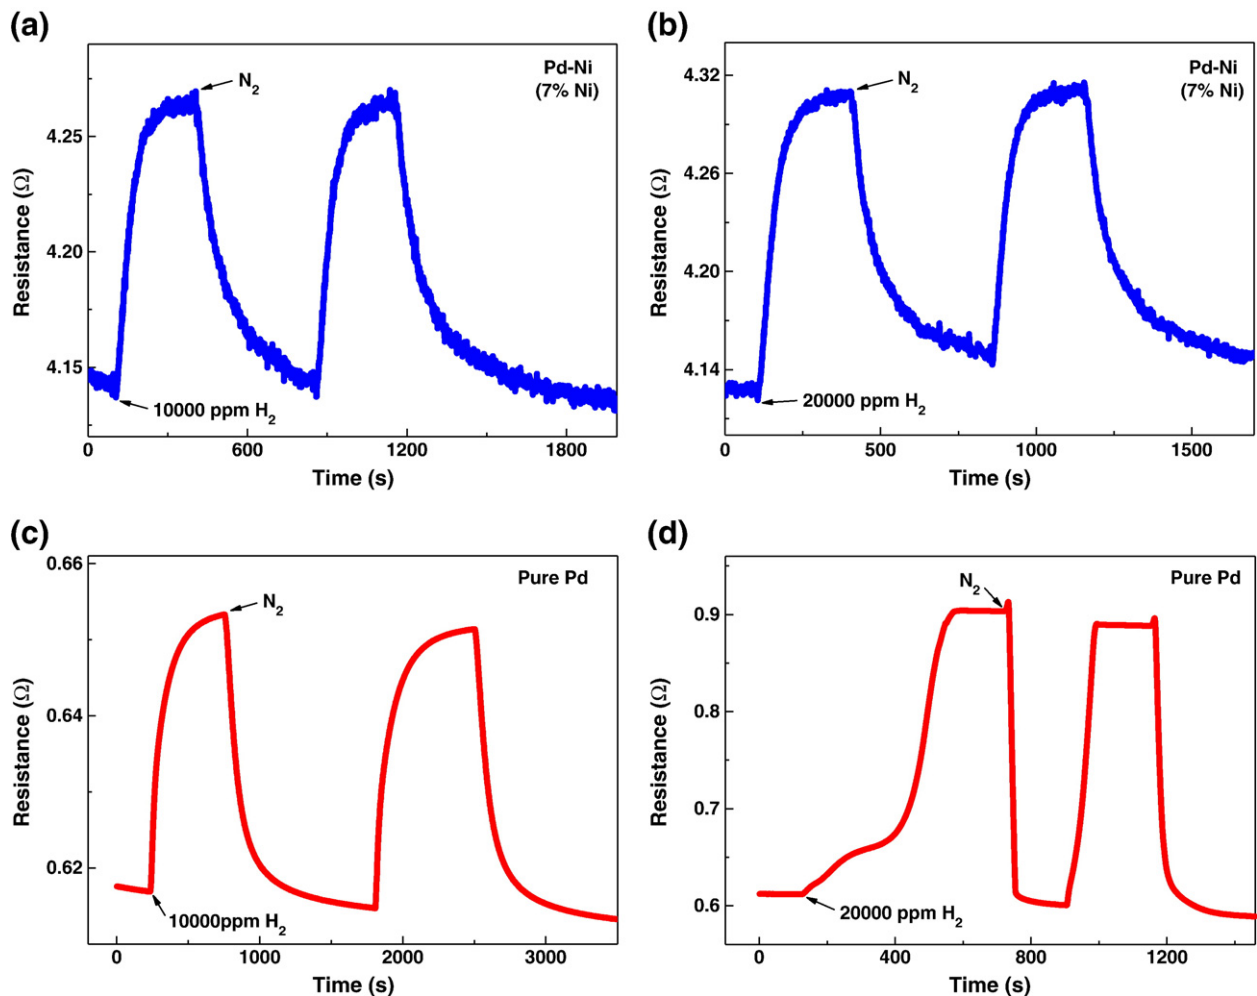 (a)
Pd-Ni
(7% Ni)
N2
4.25
4.20
4.15
Resistance (Ω)
10000 ppm H2
0 600 1200 1800
Time (s)
(b)
Pd-Ni
(7% Ni)
N2
4.32
4.26
4.20
4.14
Resistance (Ω)
20000 ppm H2
0 500 1000 1500
Time (s)
(c)
Pure Pd
N2
0.66
0.64
0.62
Resistance (Ω)
10000ppm H2
0 1000 2000 3000
Time (s)
(d)
Pure Pd
N2
0.9
0.8
0.7
0.6
Resistance (Ω)
20000 ppm H2
0 400 800 1200
Time (s)